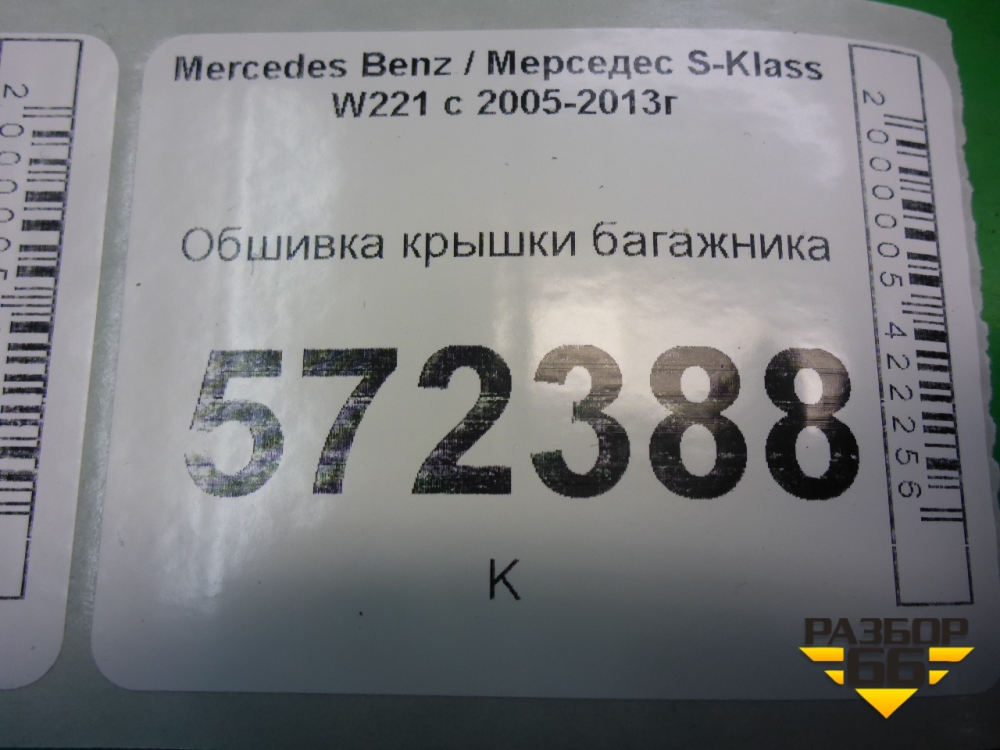 Mercedes Benz / Мерседес S-Klass
W221 с 2005-2013г
Обшивка крышки багажника
572388
К
2000005422256
РАЗБОР
66